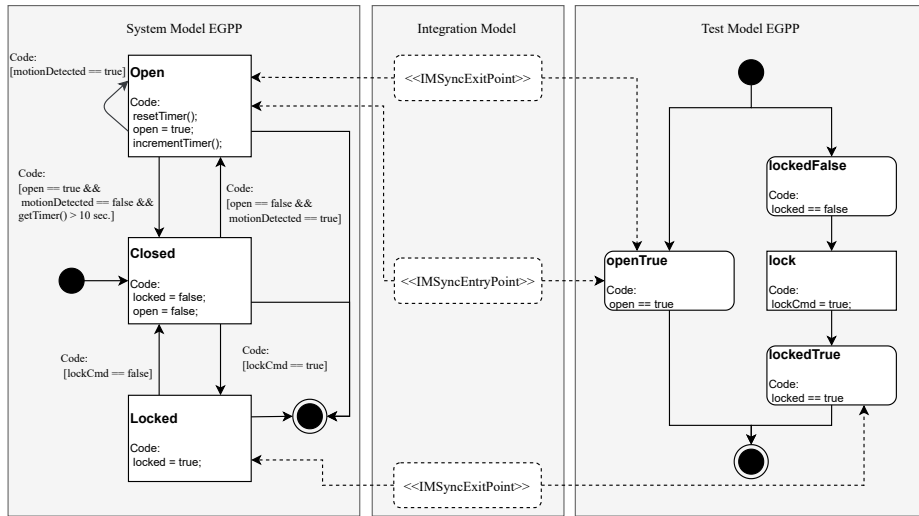 System Model EGPP
Integration Model
Test Model EGPP
Code:
[motionDetected == true]
Open
Code:
resetTimer();
open = true;
incrementTimer();
<<IMSyncExitPoint>>
Code:
[open == true &&
motionDetected == false &&
getTimer() > 10 sec.]
Code:
[open == false &&
motionDetected == true]
lockedFalse
Code:
locked == false
Closed
Code:
locked = false;
open = false;
<<IMSyncEntryPoint>>
openTrue
Code:
open == true
lock
Code:
lockCmd = true;
Code:
[lockCmd == false]
Code:
[lockCmd == true]
lockedTrue
Code:
locked == true
Locked
Code:
locked = true;
<<IMSyncExitPoint>>